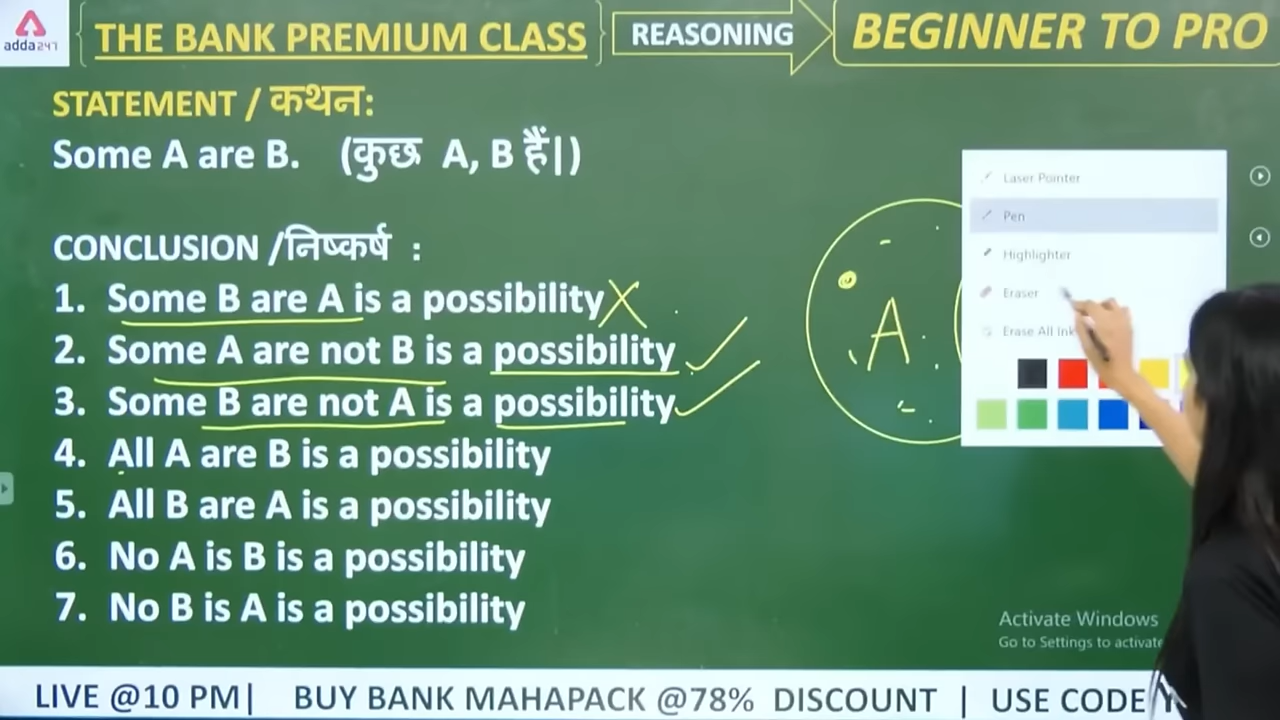 adda247
THE BANK PREMIUM CLASS
REASONING
BEGINNER TO PRO
STATEMENT / कथन:
Some A are B. (कुछ A, B हैं|)
CONCLUSION /निष्कर्ष :
1. Some B are A is a possibility X
2. Some A are not B is a possibility ✓
3. Some B are not A is a possibility ✓
4. All A are B is a possibility
5. All B are A is a possibility
6. No A is B is a possibility
7. No B is A is a possibility
A
Laser Pointer
Pen
Highlighter
Eraser
Erase All Ink
Activate Windows
Go to Settings to activate
LIVE @10 PM| BUY BANK MAHAPACK @78% DISCOUNT | USE CODE Y